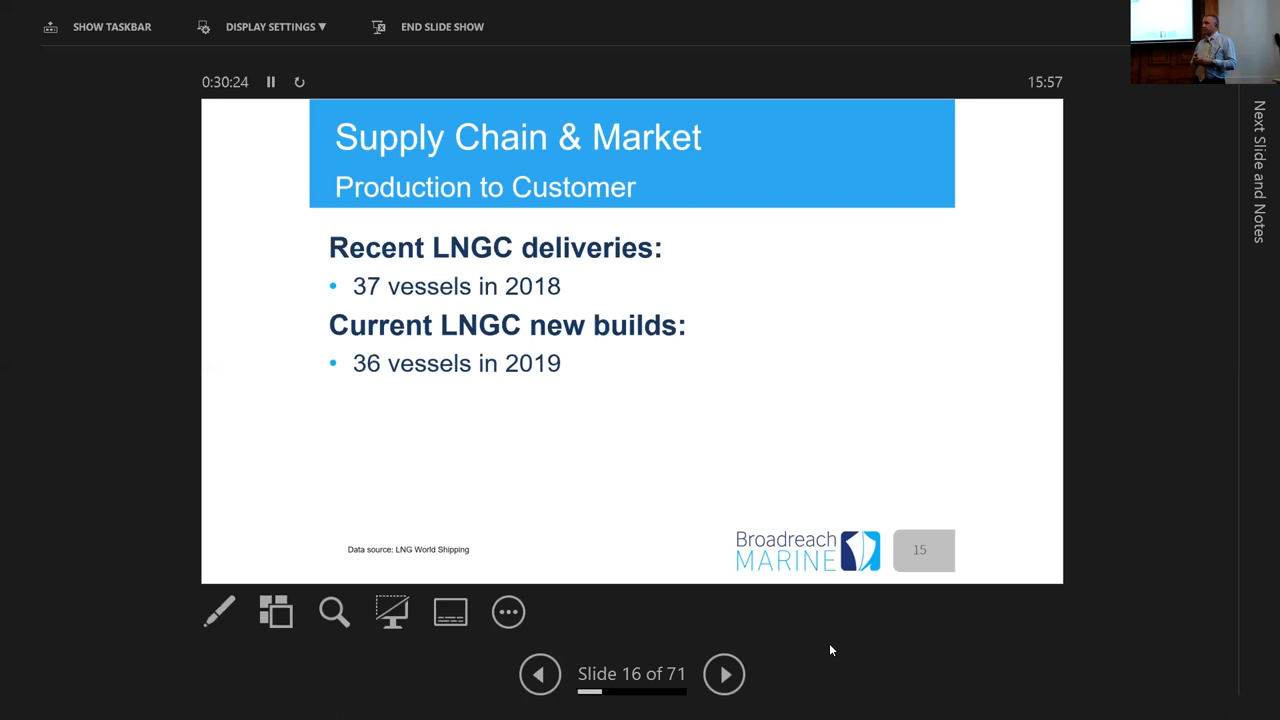 SHOW TASKBAR
DISPLAY SETTINGS ▼
END SLIDE SHOW
0:30:24
15:57
Next Slide and Notes
Supply Chain & Market
Production to Customer
Recent LNGC deliveries:
• 37 vessels in 2018
Current LNGC new builds:
• 36 vessels in 2019
Data source: LNG World Shipping
Broadreach
MARINE
15
Slide 16 of 71